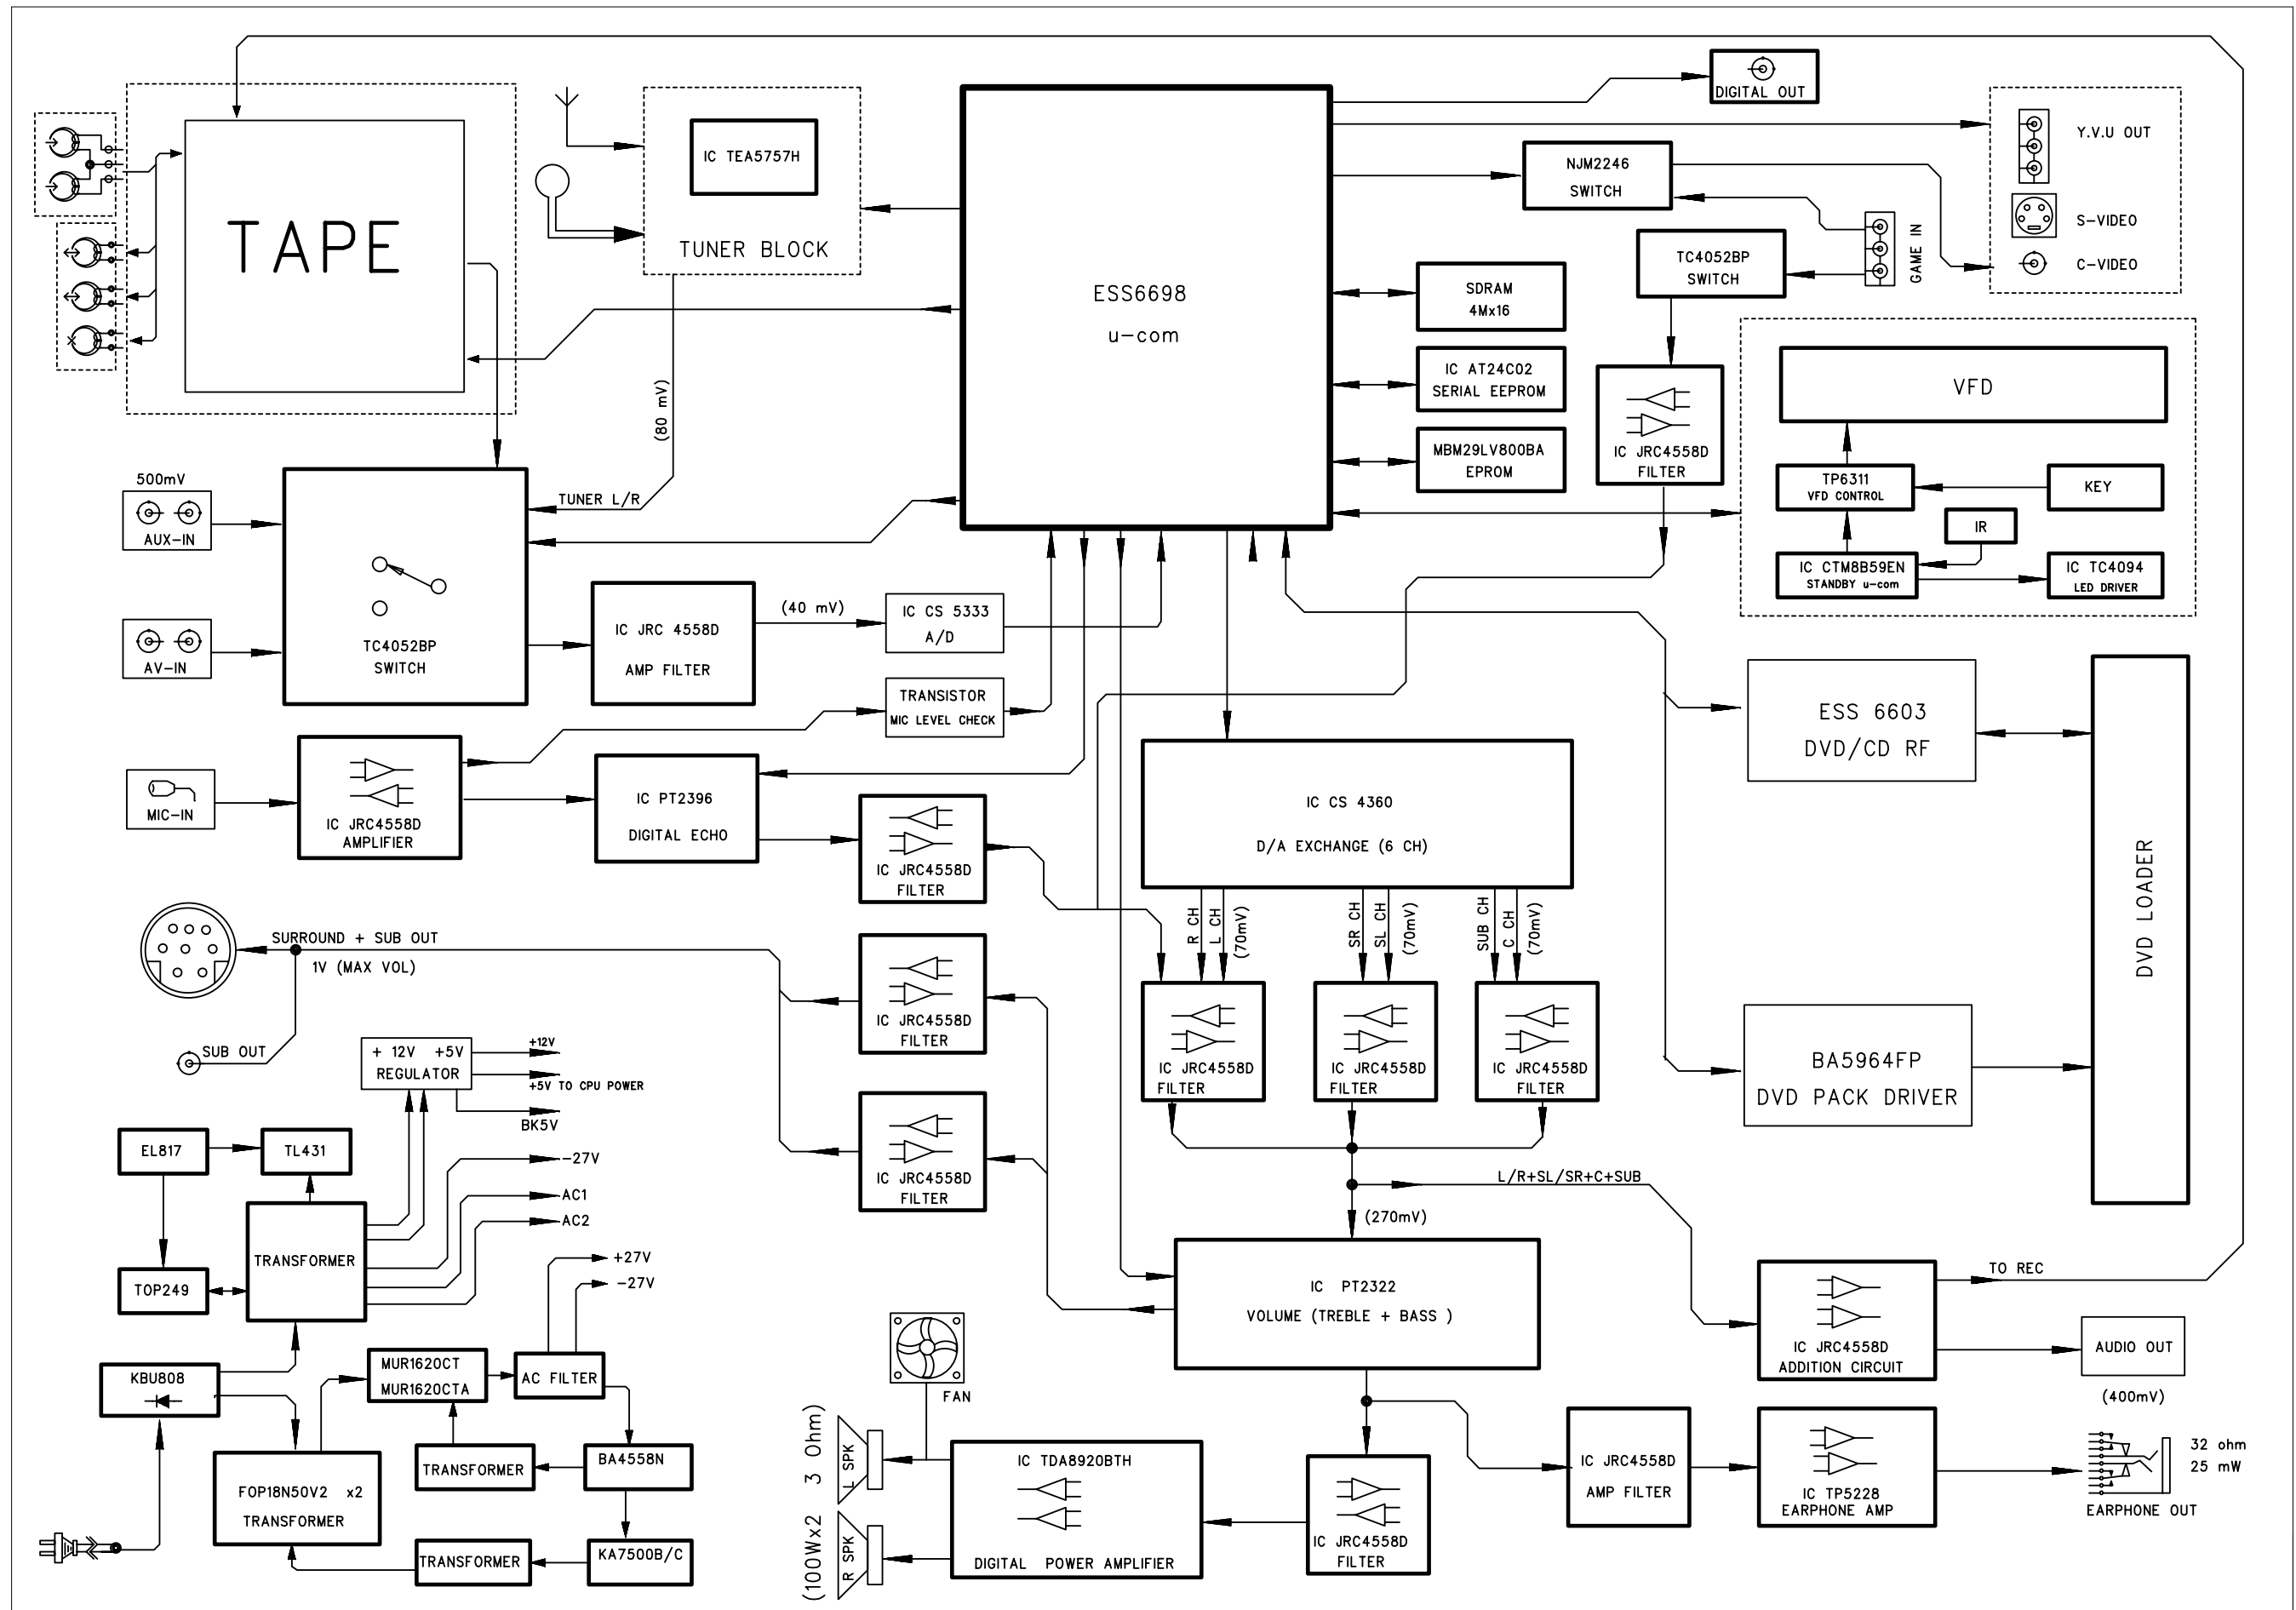 DIGITAL OUT
Y.V.U OUT
S-VIDEO
C-VIDEO
IC TEA5757H
TUNER BLOCK
TAPE
NJM2246
SWITCH
GAME IN
TC4052BP
SWITCH
ESS6698
u-com
SDRAM
4Mx16
IC AT24C02
SERIAL EEPROM
MBM29LV800BA
EPROM
IC JRC4558D
FILTER
VFD
TP6311
VFD CONTROL
KEY
IR
IC CTM8B59EN
STANDBY u-com
IC TC4094
LED DRIVER
(80 mV)
TUNER L/R
500mV
AUX-IN
AV-IN
TC4052BP
SWITCH
IC JRC 4558D
AMP FILTER
(40 mV)
IC CS 5333
A/D
TRANSISTOR
MIC LEVEL CHECK
MIC-IN
IC JRC4558D
AMPLIFIER
IC PT2396
DIGITAL ECHO
IC JRC4558D
FILTER
IC CS 4360
D/A EXCHANGE (6 CH)
ESS 6603
DVD/CD RF
DVD LOADER
BA5964FP
DVD PACK DRIVER
R CH
L CH
(70mV)
SR CH
SL CH
(70mV)
SUB CH
C CH
(70mV)
IC JRC4558D
FILTER
IC JRC4558D
FILTER
IC JRC4558D
FILTER
SURROUND + SUB OUT
1V (MAX VOL)
SUB OUT
IC JRC4558D
FILTER
IC JRC4558D
FILTER
+ 12V +5V
REGULATOR
+12V
+5V TO CPU POWER
BK5V
EL817
TL431
-27V
AC1
AC2
TRANSFORMER
TOP249
+27V
-27V
KBU808
MUR1620CT
MUR1620CTA
AC FILTER
TRANSFORMER
BA4558N
FOP18N50V2 x2
TRANSFORMER
TRANSFORMER
KA7500B/C
L/R+SL/SR+C+SUB
(270mV)
IC PT2322
VOLUME (TREBLE + BASS )
TO REC
IC JRC4558D
ADDITION CIRCUIT
AUDIO OUT
(400mV)
FAN
(100Wx2 3 Ohm)
L SPK
R SPK
IC TDA8920BTH
DIGITAL POWER AMPLIFIER
IC JRC4558D
FILTER
IC JRC4558D
AMP FILTER
IC TP5228
EARPHONE AMP
32 ohm
25 mW
EARPHONE OUT